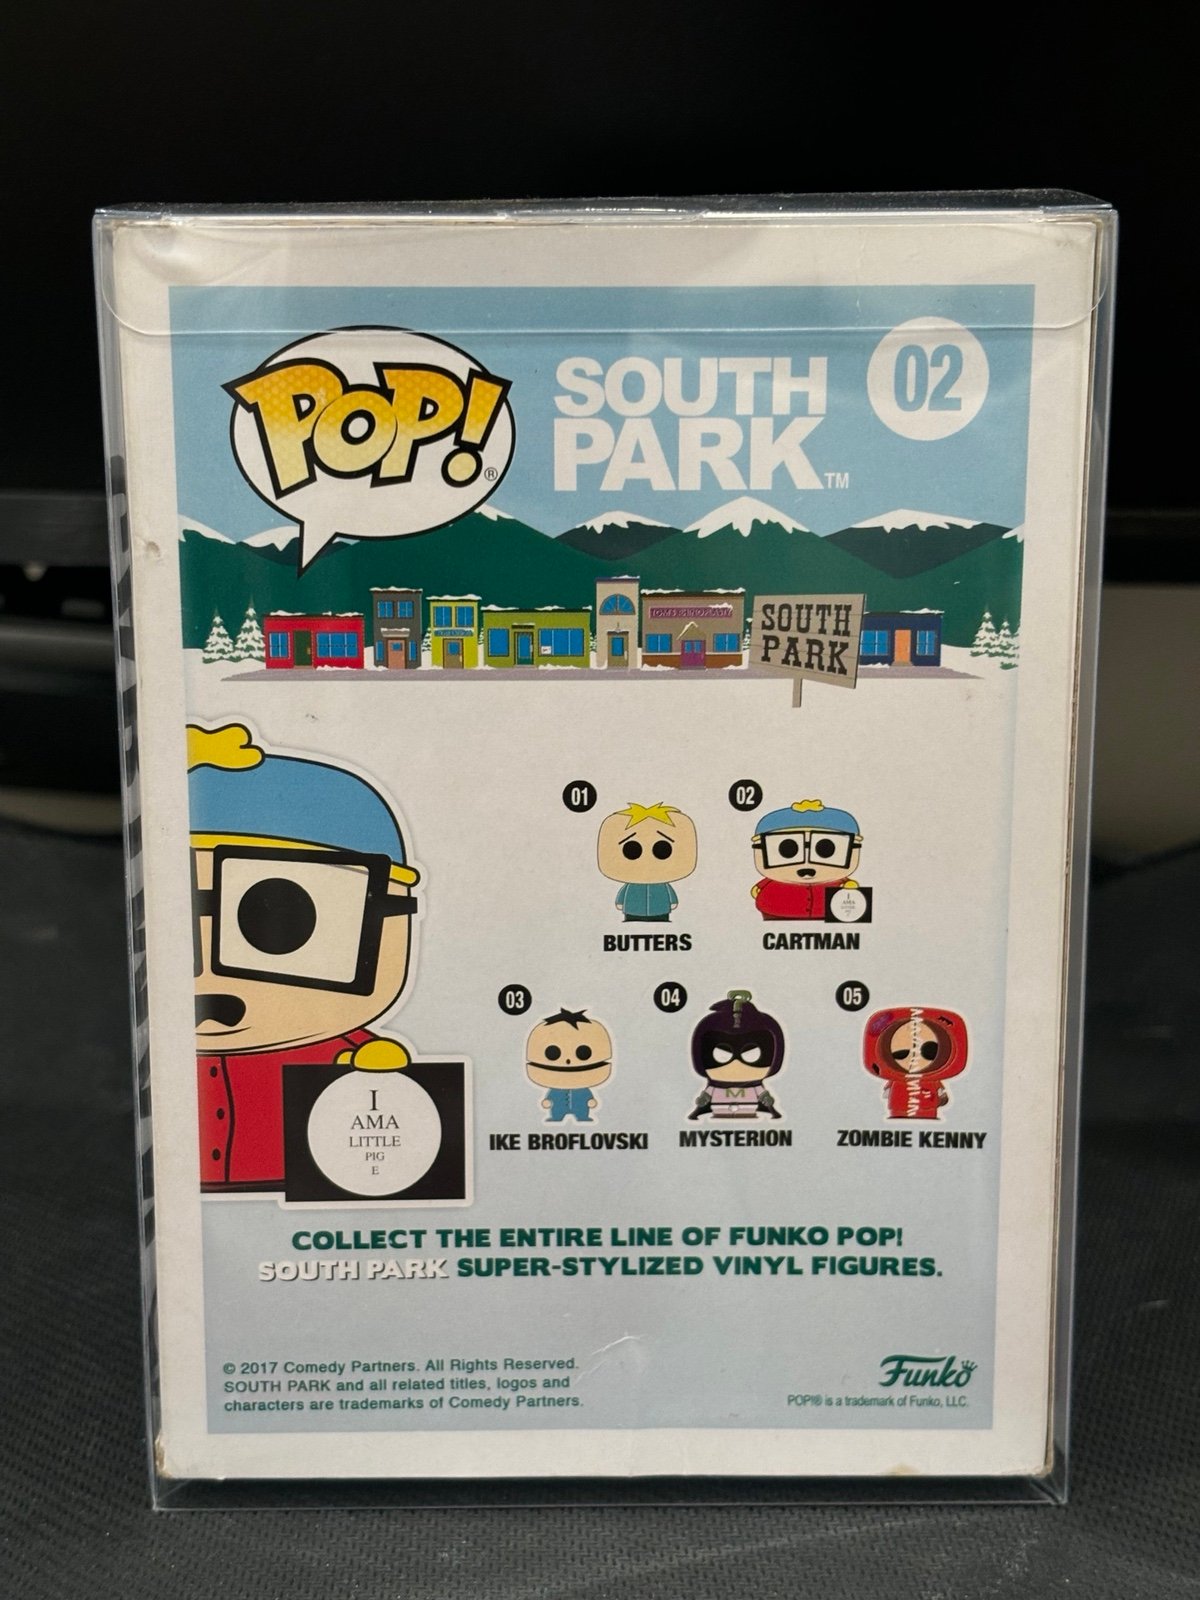 POP!®
SOUTH
PARK™
02
SOUTH
PARK
01
02
BUTTERS
CARTMAN
I
AMA
03
04
05
M
IKE BROFLOVSKI
MYSTERION
ZOMBIE KENNY
I
AMA
LITTLE
PIG
E
COLLECT THE ENTIRE LINE OF FUNKO POP!
SOUTH PARK SUPER-STYLIZED VINYL FIGURES.
© 2017 Comedy Partners. All Rights Reserved.
SOUTH PARK and all related titles, logos and
characters are trademarks of Comedy Partners.
Funko
POP!® is a trademark of Funko, LLC.